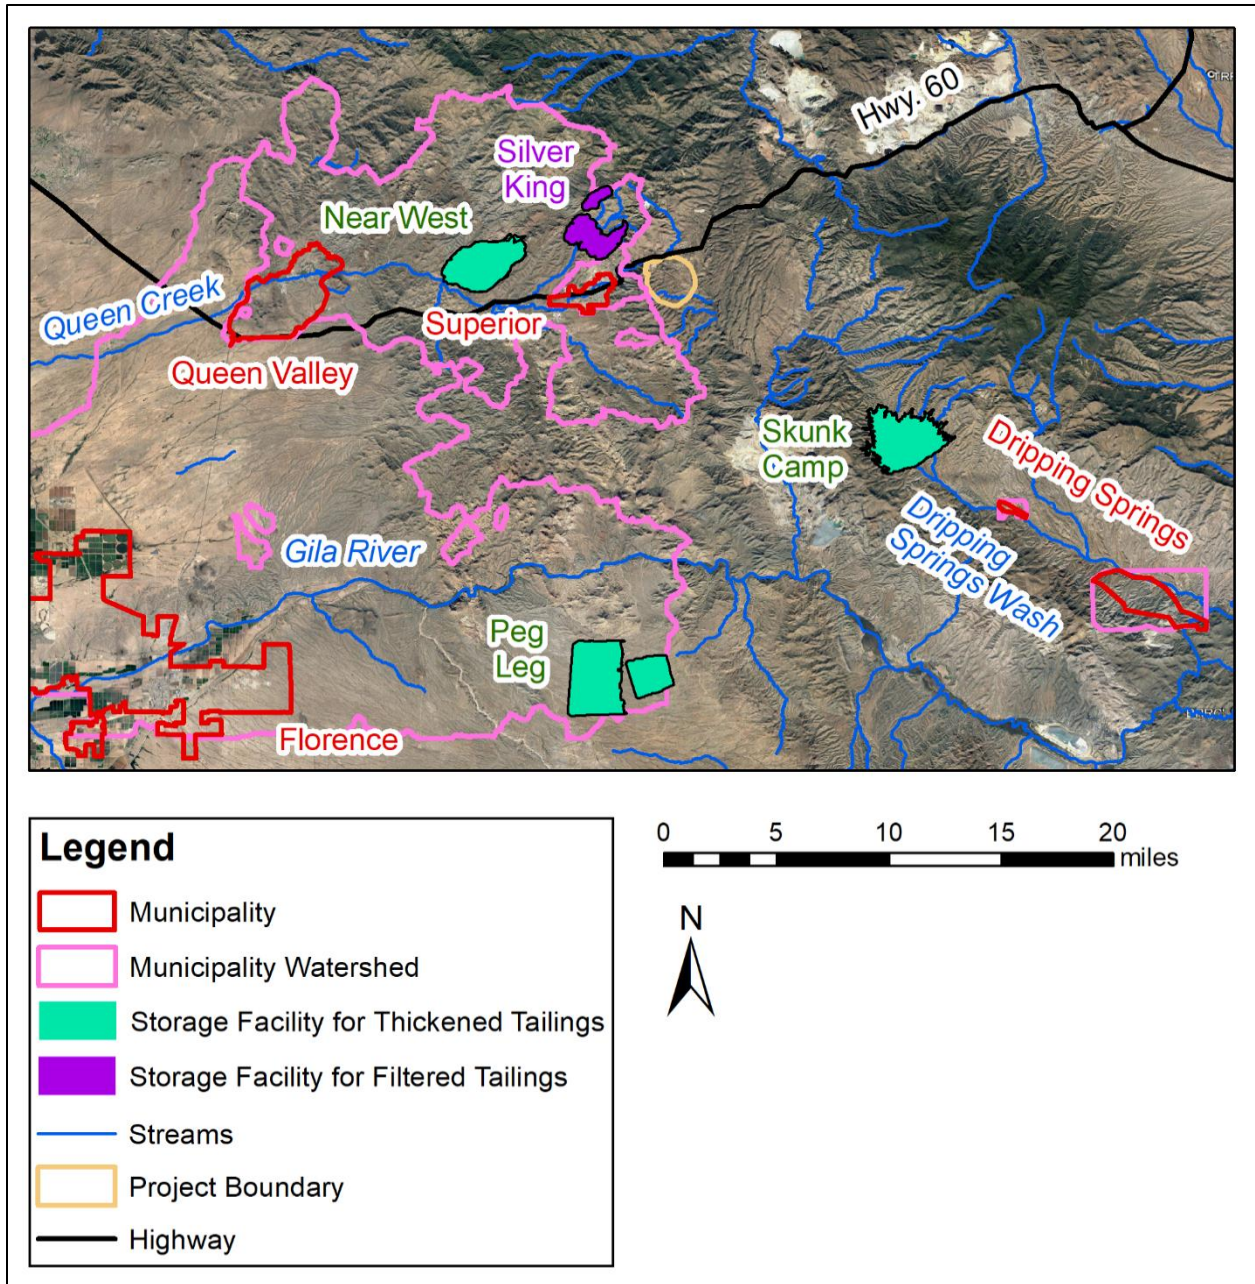 Hwy. 60
Silver
King
Near West
Queen Creek
Superior
Queen Valley
Skunk
Camp
Dripping Springs
Dripping
Springs Wash
Gila River
Peg
Leg
Florence
Legend
Municipality
Municipality Watershed
Storage Facility for Thickened Tailings
Storage Facility for Filtered Tailings
Streams
Project Boundary
Highway
0 5 10 15 20
miles
N